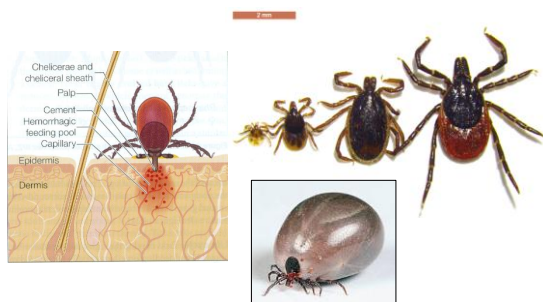 2 mm
Chelicerae and
cheliceral sheath
Palp
Cement
Hemorrhagic
feeding pool
Capillary
Epidermis
Dermis